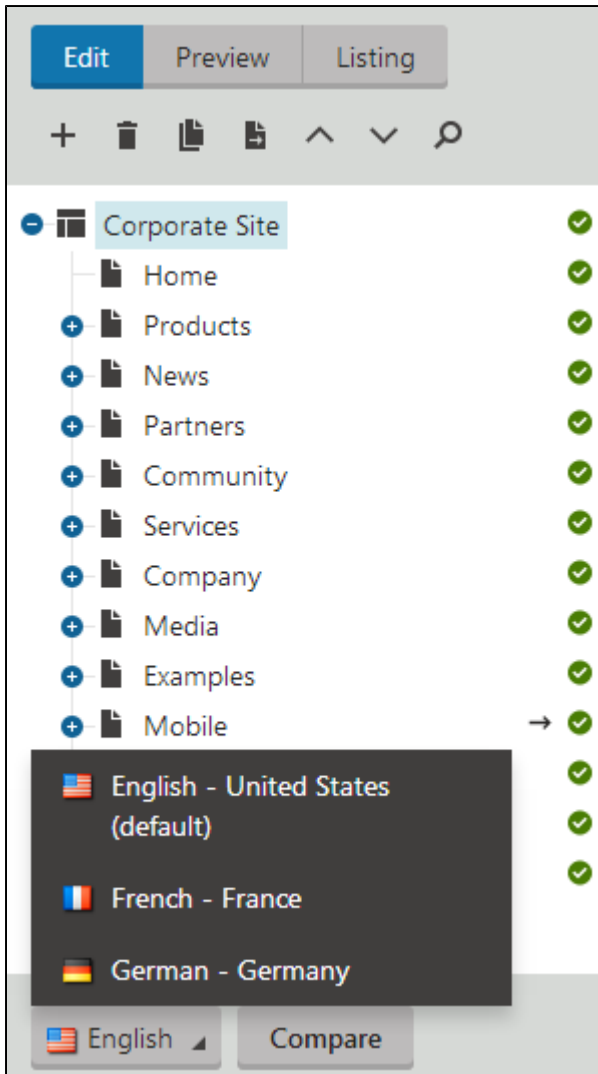 Edit Preview Listing
Corporate Site
Home
Products
News
Partners
Community
Services
Company
Media
Examples
Mobile
English - United States
(default)
French - France
German - Germany
English Compare